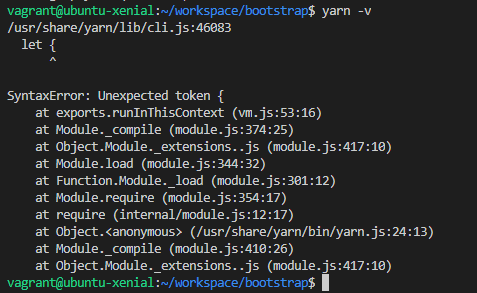 vagrant@ubuntu-xenial:~/workspace/bootstrap$ yarn -v
/usr/share/yarn/lib/cli.js:46083
  let {
      ^

SyntaxError: Unexpected token {
    at exports.runInThisContext (vm.js:53:16)
    at Module._compile (module.js:374:25)
    at Object.Module._extensions..js (module.js:417:10)
    at Module.load (module.js:344:32)
    at Function.Module._load (module.js:301:12)
    at Module.require (module.js:354:17)
    at require (internal/module.js:12:17)
    at Object.<anonymous> (/usr/share/yarn/bin/yarn.js:24:13)
    at Module._compile (module.js:410:26)
    at Object.Module._extensions..js (module.js:417:10)
vagrant@ubuntu-xenial:~/workspace/bootstrap$